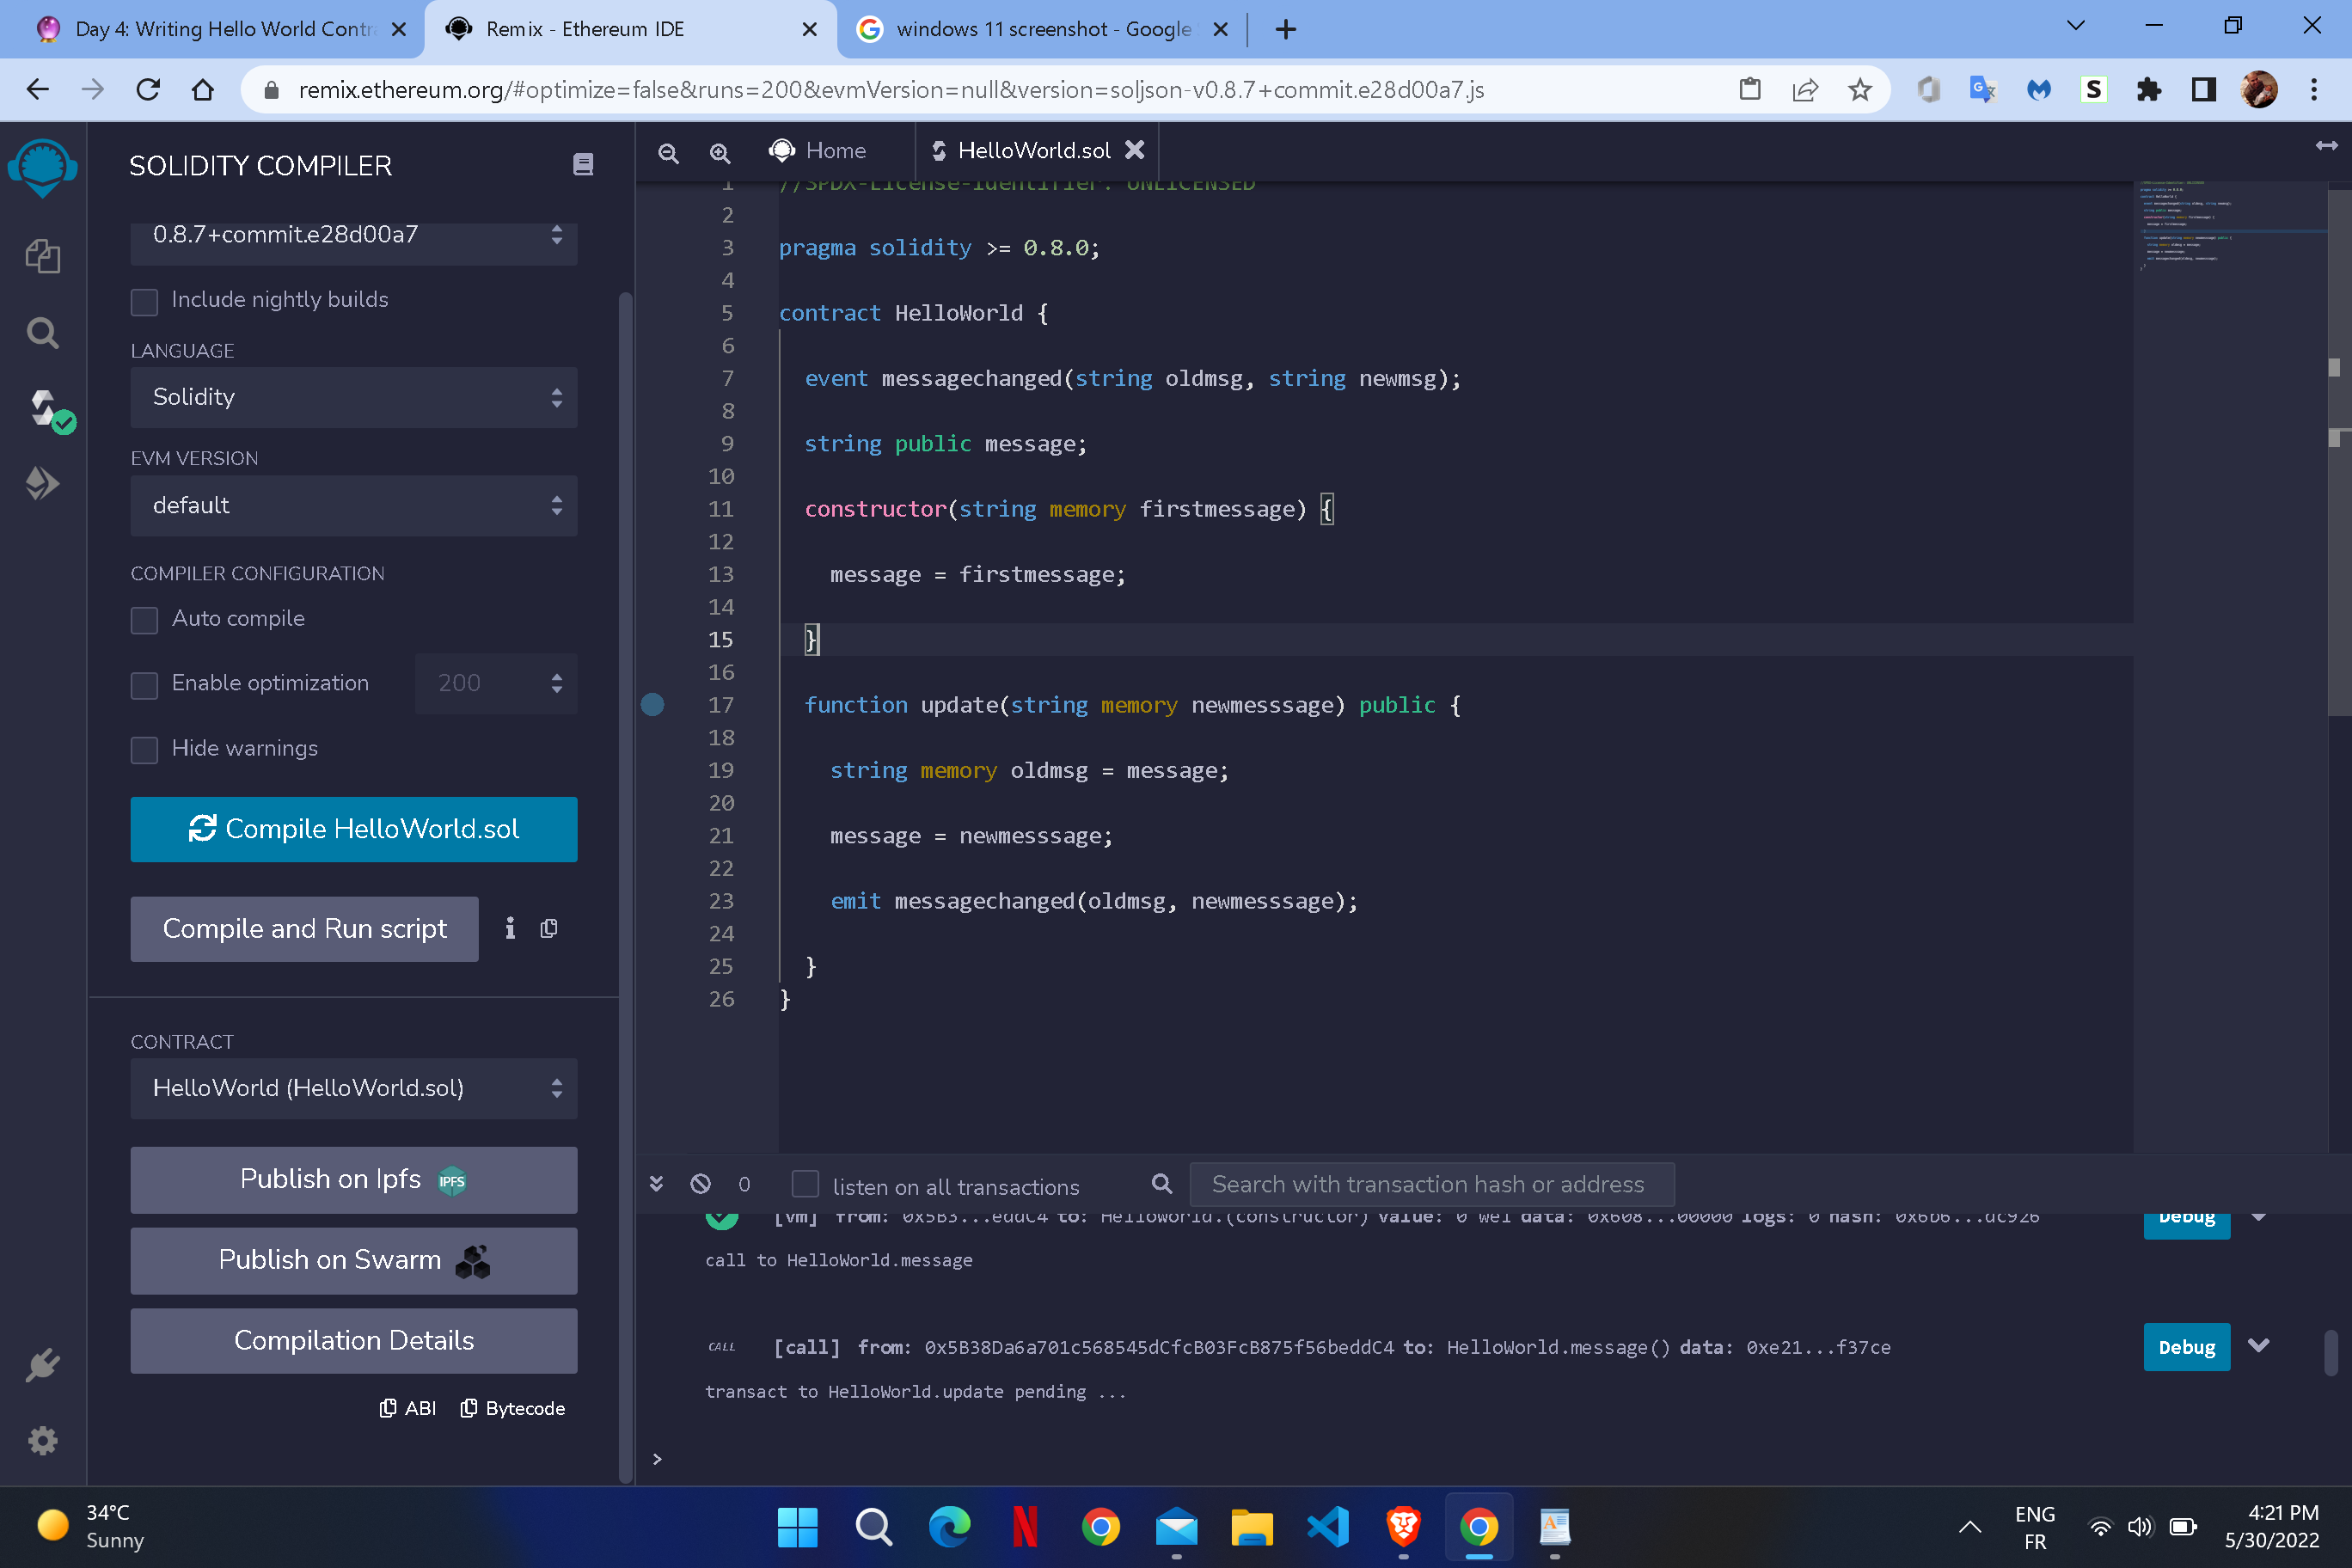 Day 4: Writing Hello World Contra
Remix - Ethereum IDE
windows 11 screenshot - Google
remix.ethereum.org/#optimize=false&runs=200&evmVersion=null&version=soljson-v0.8.7+commit.e28d00a7.js
SOLIDITY COMPILER
0.8.7+commit.e28d00a7
Include nightly builds
LANGUAGE
Solidity
EVM VERSION
default
COMPILER CONFIGURATION
Auto compile
Enable optimization
200
Hide warnings
Compile HelloWorld.sol
Compile and Run script
CONTRACT
HelloWorld (HelloWorld.sol)
Publish on Ipfs IPFS
Publish on Swarm
Compilation Details
ABI Bytecode
Home
HelloWorld.sol
1 //SPDX-License-Identifier: UNLICENSED
2
3 pragma solidity >= 0.8.0;
4
5 contract HelloWorld {
6
7 event messagechanged(string oldmsg, string newmsg);
8
9 string public message;
10
11 constructor(string memory firstmessage) {
12
13 message = firstmessage;
14
15 }
16
17 function update(string memory newmesssage) public {
18
19 string memory oldmsg = message;
20
21 message = newmesssage;
22
23 emit messagechanged(oldmsg, newmesssage);
24
25 }
26 }
0 listen on all transactions Search with transaction hash or address
[vm] from: 0x5B3...eddC4 to: HelloWorld.(constructor) value: 0 wei data: 0x608...00000 logs: 0 hash: 0x6b6...dc926 Debug
call to HelloWorld.message
CALL [call] from: 0x5B38Da6a701c568545dCfcB03FcB875f56beddC4 to: HelloWorld.message() data: 0xe21...f37ce Debug
transact to HelloWorld.update pending ...
>
34°C
Sunny
ENG
FR
4:21 PM
5/30/2022